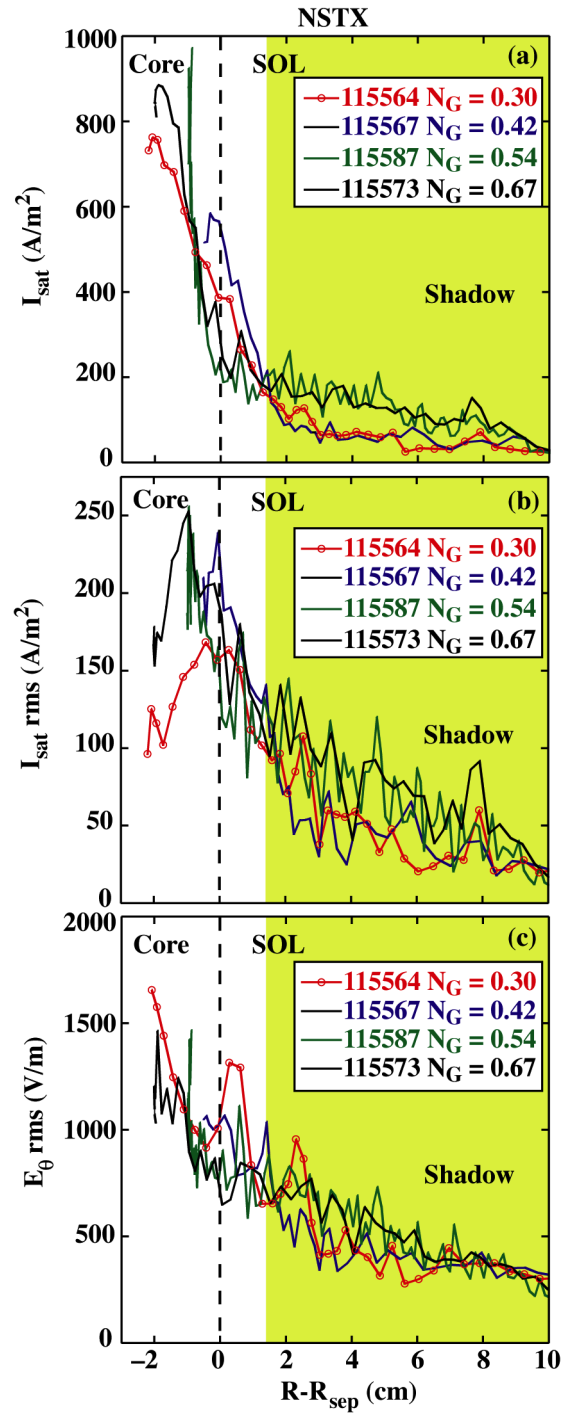 NSTX
1000
800
600
400
200
0
I_sat (A/m²)
Core
SOL
(a)
115564 N_G = 0.30
115567 N_G = 0.42
115587 N_G = 0.54
115573 N_G = 0.67
Shadow
250
200
150
100
50
0
I_sat rms (A/m²)
Core
SOL
(b)
115564 N_G = 0.30
115567 N_G = 0.42
115587 N_G = 0.54
115573 N_G = 0.67
Shadow
2000
1500
1000
500
0
E_θ rms (V/m)
Core
SOL
(c)
115564 N_G = 0.30
115567 N_G = 0.42
115587 N_G = 0.54
115573 N_G = 0.67
Shadow
−2 0 2 4 6 8 10
R-R_sep (cm)